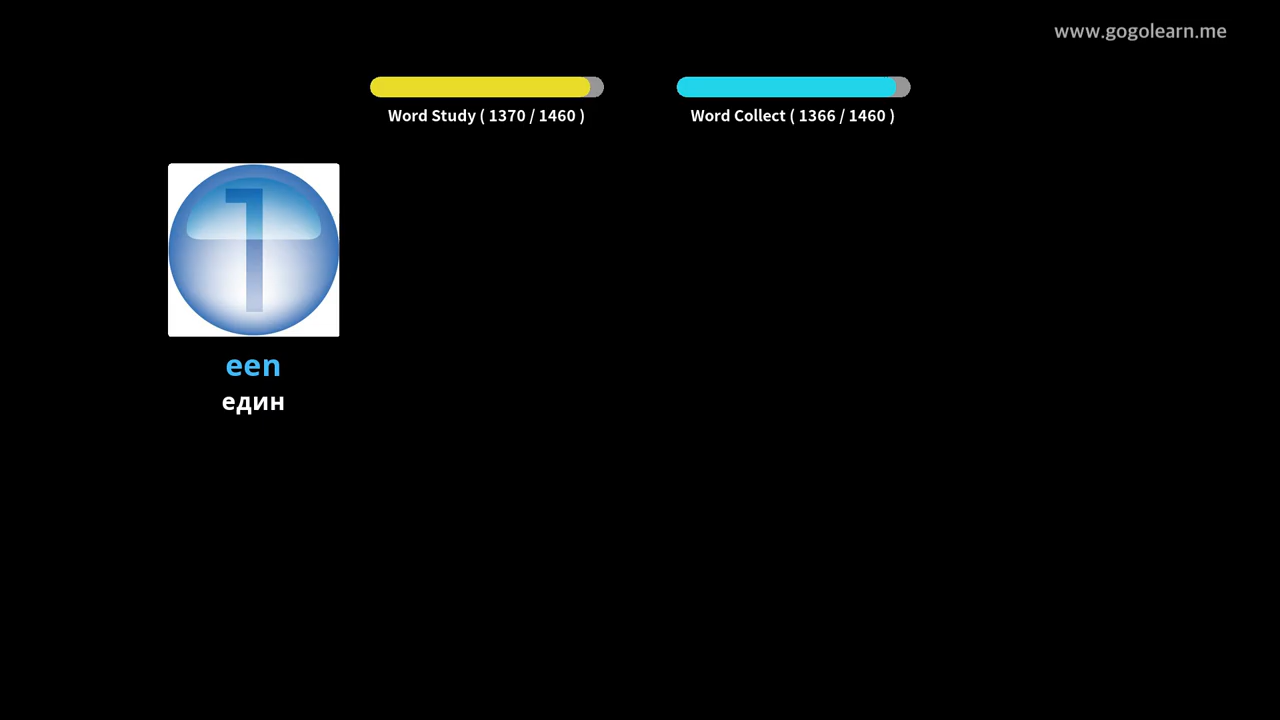 www.gogolearn.me
Word Study ( 1370 / 1460 )
Word Collect ( 1366 / 1460 )
1
een
един